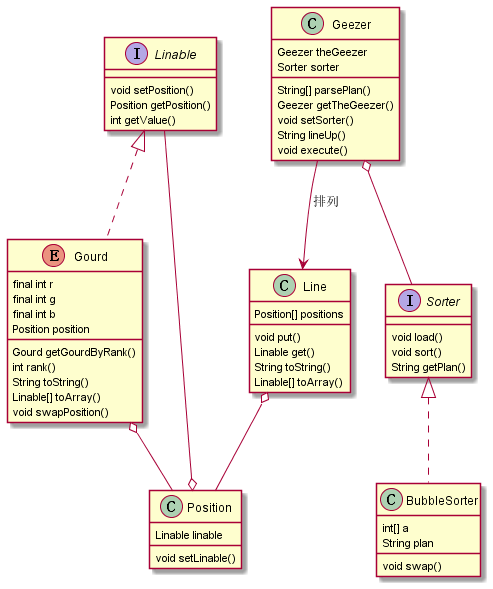 I Linable
void setPosition()
Position getPosition()
int getValue()
C Geezer
Geezer theGeezer
Sorter sorter
String[] parsePlan()
Geezer getTheGeezer()
void setSorter()
String lineUp()
void execute()
排列
E Gourd
final int r
final int g
final int b
Position position
Gourd getGourdByRank()
int rank()
String toString()
Linable[] toArray()
void swapPosition()
C Line
Position[] positions
void put()
Linable get()
String toString()
Linable[] toArray()
I Sorter
void load()
void sort()
String getPlan()
C Position
Linable linable
void setLinable()
C BubbleSorter
int[] a
String plan
void swap()